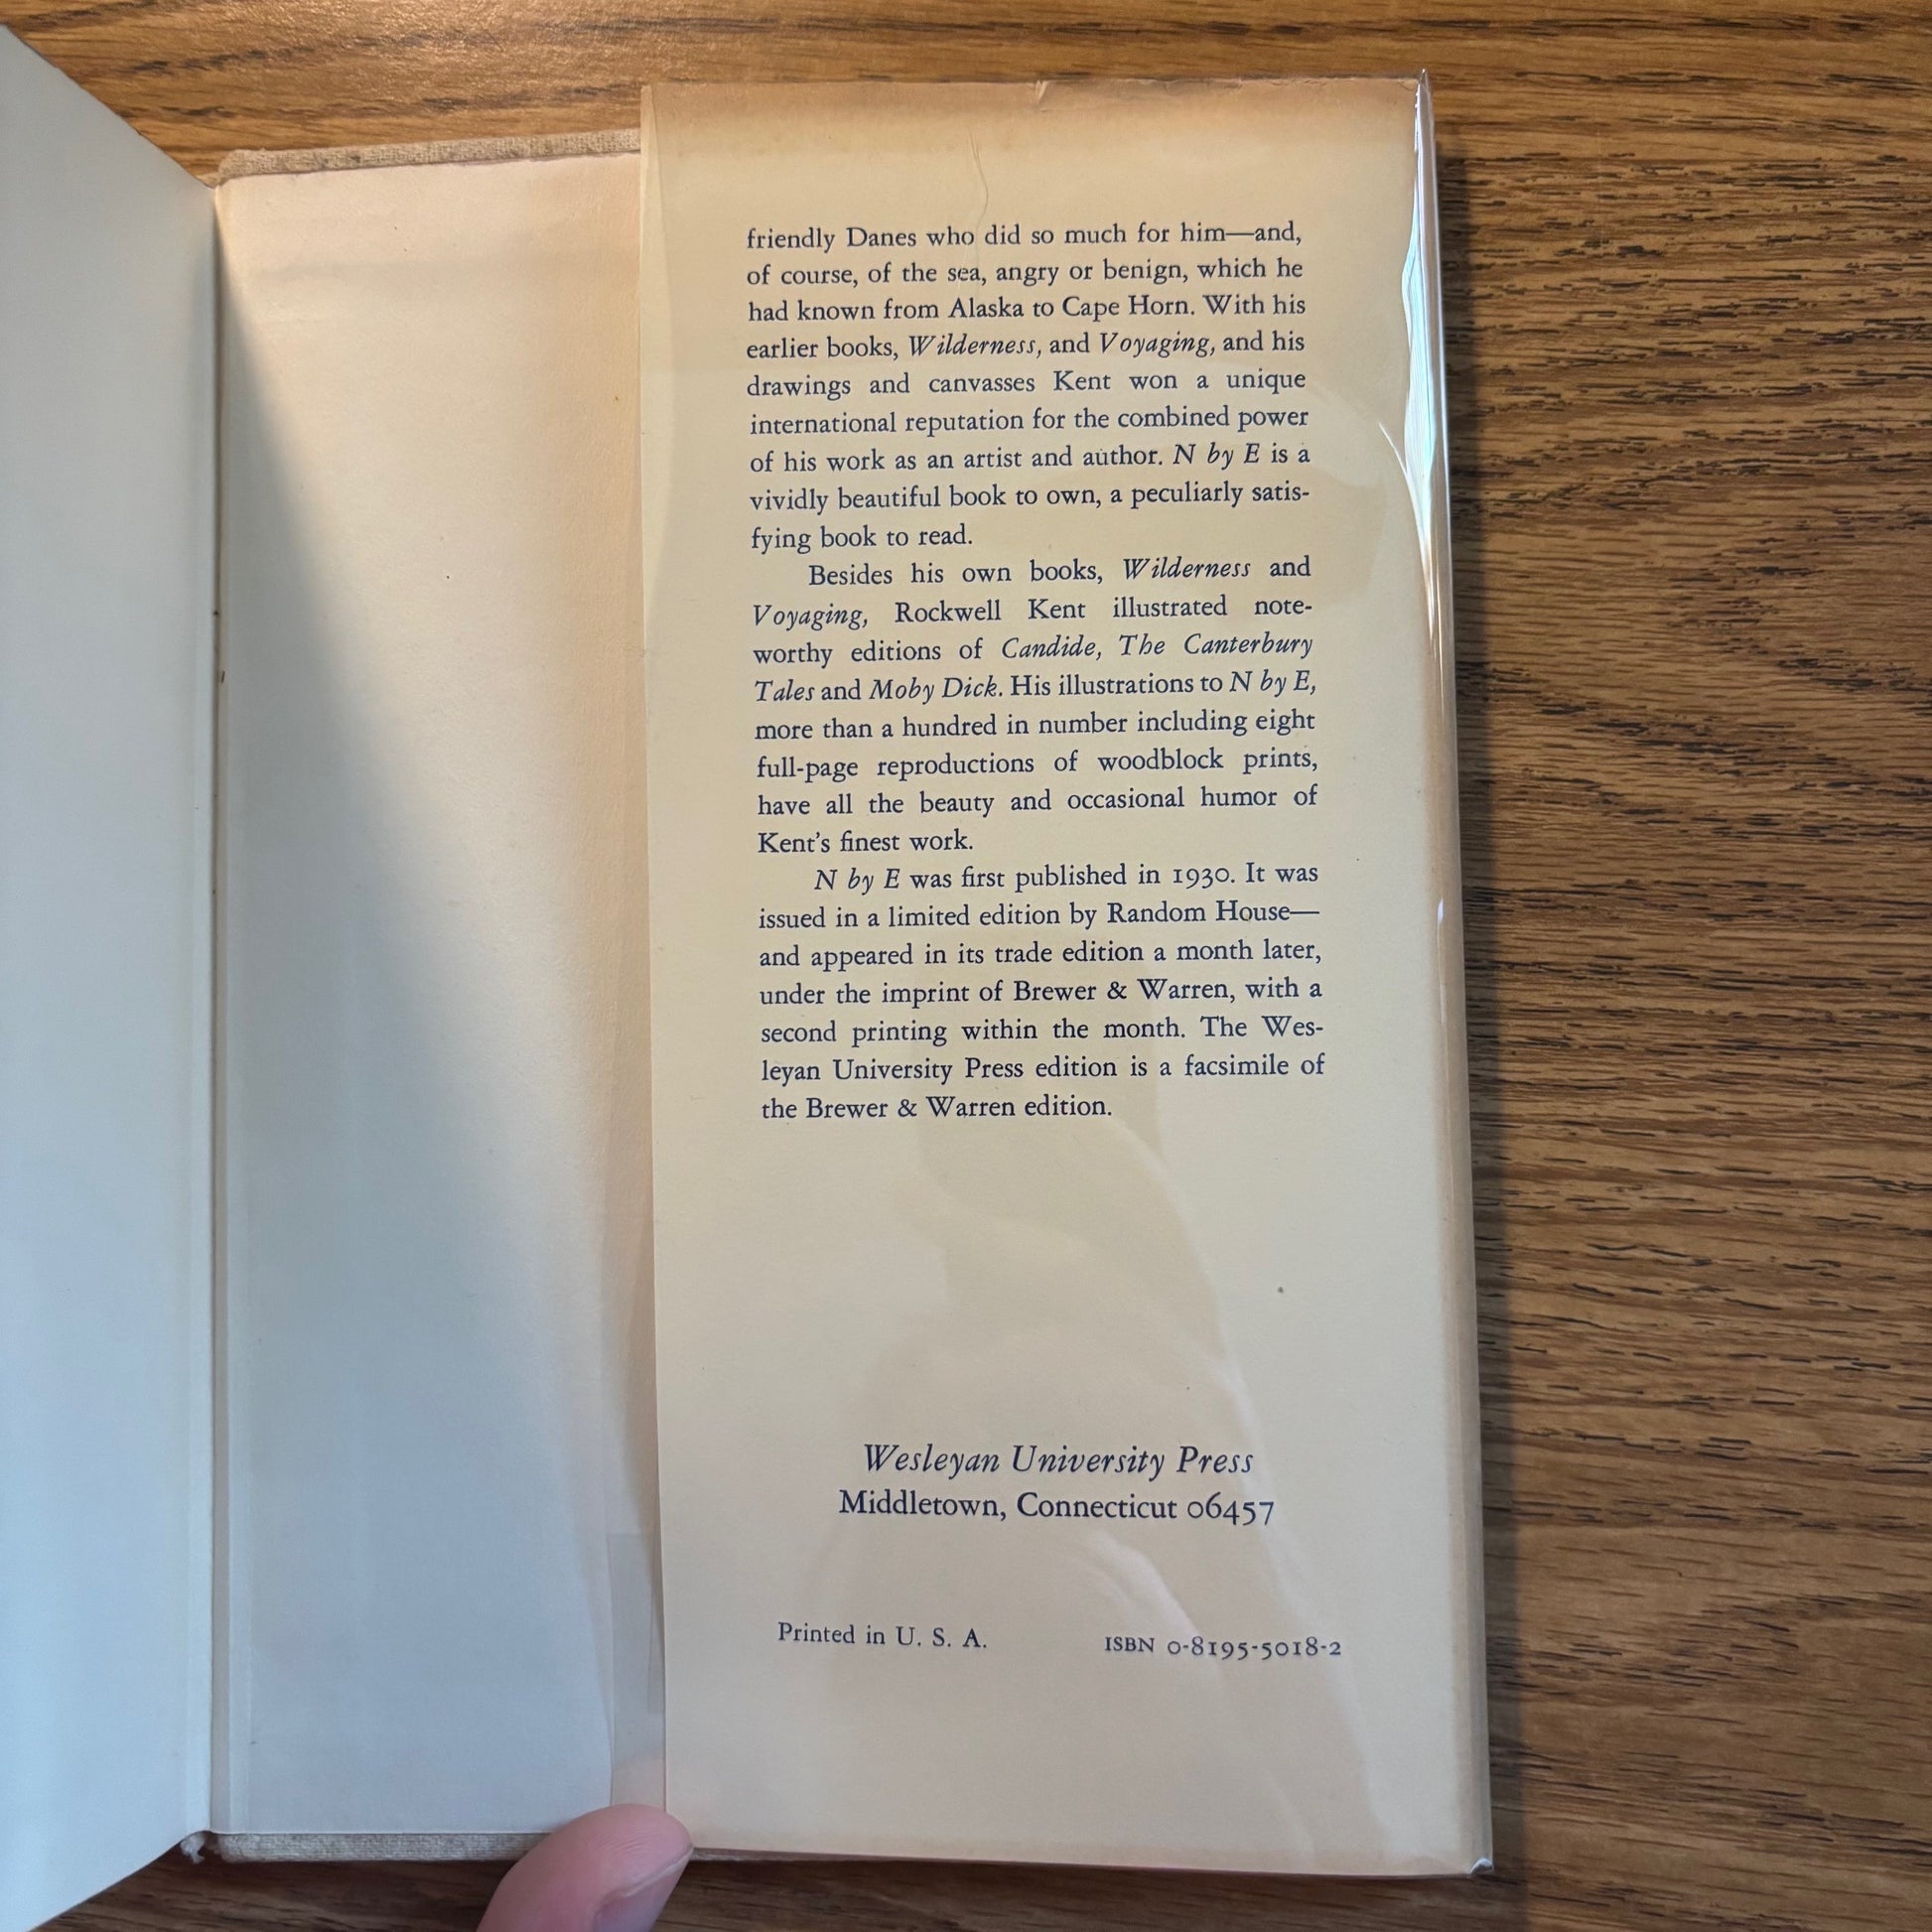 friendly Danes who did so much for him—and,
of course, of the sea, angry or benign, which he
had known from Alaska to Cape Horn. With his
earlier books, Wilderness, and Voyaging, and his
drawings and canvasses Kent won a unique
international reputation for the combined power
of his work as an artist and author. N by E is a
vividly beautiful book to own, a peculiarly satis-
fying book to read.
Besides his own books, Wilderness and
Voyaging, Rockwell Kent illustrated note-
worthy editions of Candide, The Canterbury
Tales and Moby Dick. His illustrations to N by E,
more than a hundred in number including eight
full-page reproductions of woodblock prints,
have all the beauty and occasional humor of
Kent's finest work.
N by E was first published in 1930. It was
issued in a limited edition by Random House—
and appeared in its trade edition a month later,
under the imprint of Brewer & Warren, with a
second printing within the month. The Wes-
leyan University Press edition is a facsimile of
the Brewer & Warren edition.
Wesleyan University Press
Middletown, Connecticut 06457
Printed in U. S. A.
ISBN 0-8195-5018-2